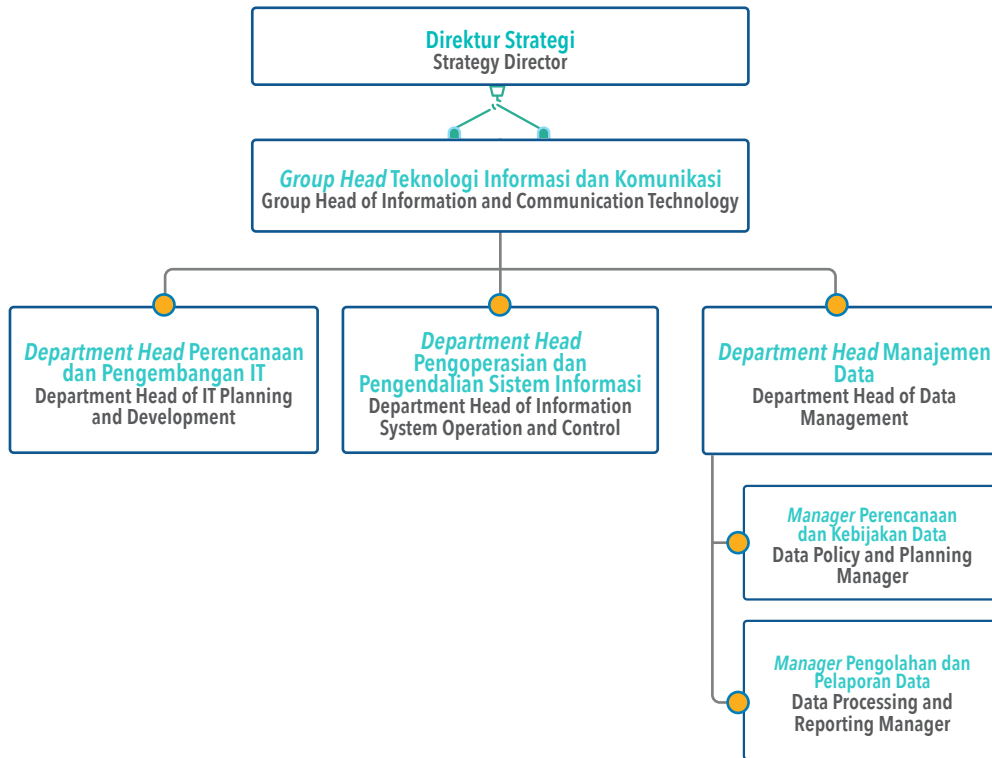 Direktur Strategi
Strategy Director
Group Head Teknologi Informasi dan Komunikasi
Group Head of Information and Communication Technology
Department Head Perencanaan
dan Pengembangan IT
Department Head of IT Planning
and Development
Department Head
Pengoperasian dan
Pengendalian Sistem Informasi
Department Head of Information
System Operation and Control
Department Head Manajemen
Data
Department Head of Data
Management
Manager Perencanaan
dan Kebijakan Data
Data Policy and Planning
Manager
Manager Pengolahan dan
Pelaporan Data
Data Processing and
Reporting Manager